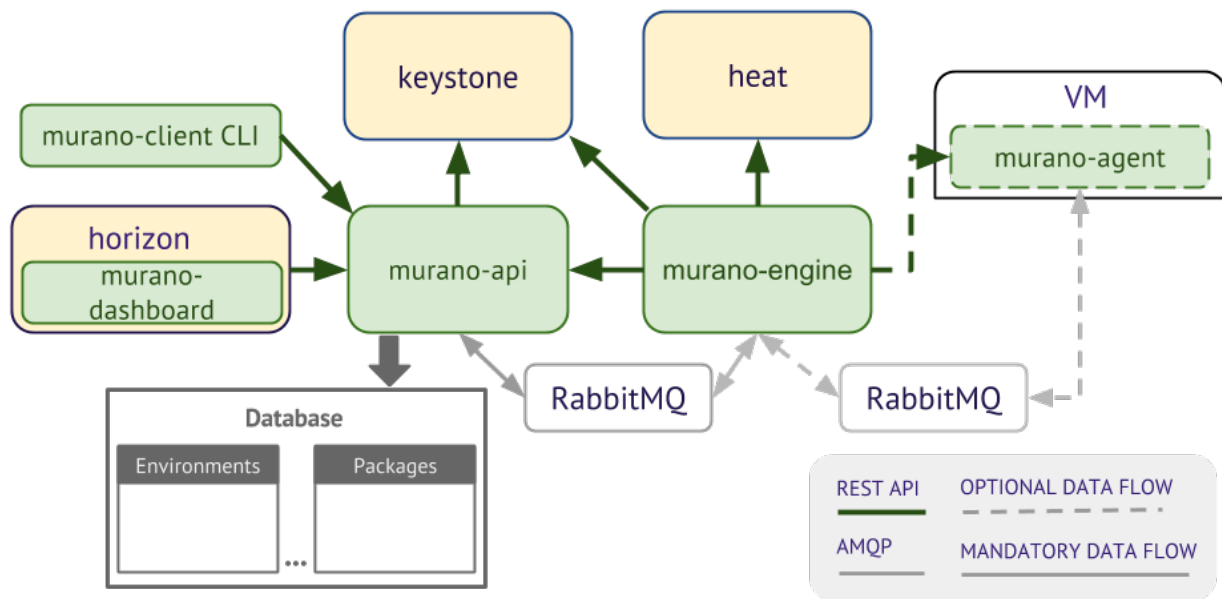 keystone
heat
VM
murano-client CLI
murano-agent
horizon
murano-
dashboard
murano-api
murano-engine
RabbitMQ
RabbitMQ
Database
Environments
Packages
...
REST API
OPTIONAL DATA FLOW
AMQP
MANDATORY DATA FLOW